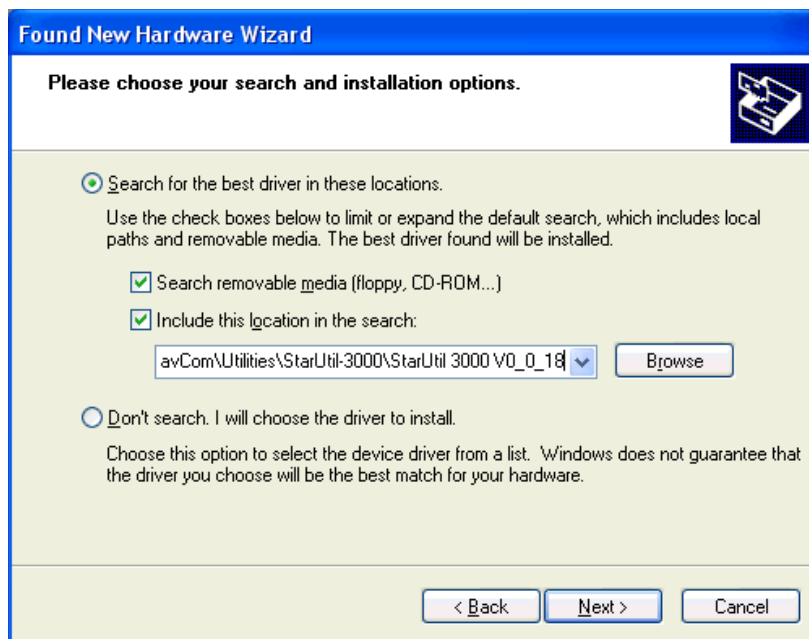 Found New Hardware Wizard
Please choose your search and installation options.
Search for the best driver in these locations.
Use the check boxes below to limit or expand the default search, which includes local
paths and removable media. The best driver found will be installed.
Search removable media (floppy, CD-ROM...)
Include this location in the search:
avCom\Utilities\StarUtil-3000\StarUtil 3000 V0_0_18
Browse
Don't search. I will choose the driver to install.
Choose this option to select the device driver from a list. Windows does not guarantee that
the driver you choose will be the best match for your hardware.
< Back
Next >
Cancel